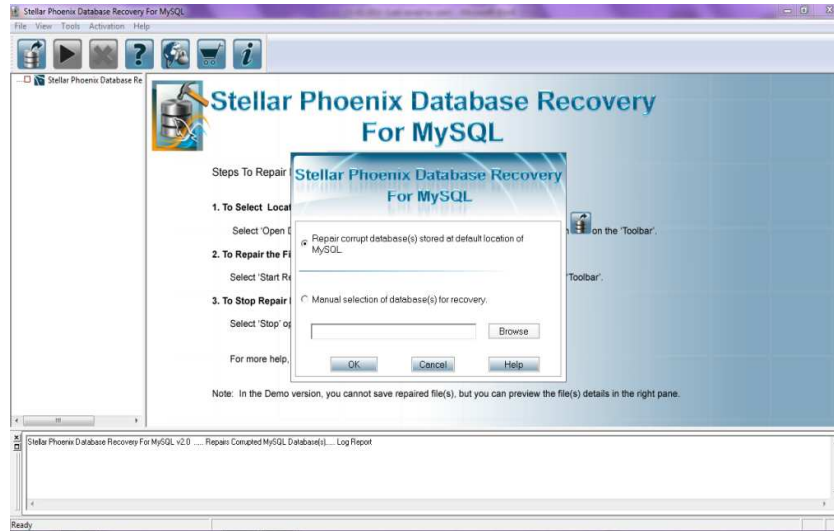 Stellar Phoenix Database Recovery For MySQL
File View Tools Activation Help
Stellar Phoenix Database Re
Stellar Phoenix Database Recovery
For MySQL
Steps To Repair
Stellar Phoenix Database Recovery
For MySQL
1. To Select Locat
Select 'Open D
on the 'Toolbar'.
Repair corrupt database(s) stored at default location of
MySQL.
2. To Repair the Fi
Select 'Start Re
'Toolbar'.
3. To Stop Repair
Manual selection of database(s) for recovery.
Select 'Stop' op
Browse
For more help,
OK Cancel Help
Note: In the Demo version, you cannot save repaired file(s), but you can preview the file(s) details in the right pane.
Stellar Phoenix Database Recovery For MySQL v2.0 ..... Repairs Corrupted MySQL Database(s)..... Log Report
Ready